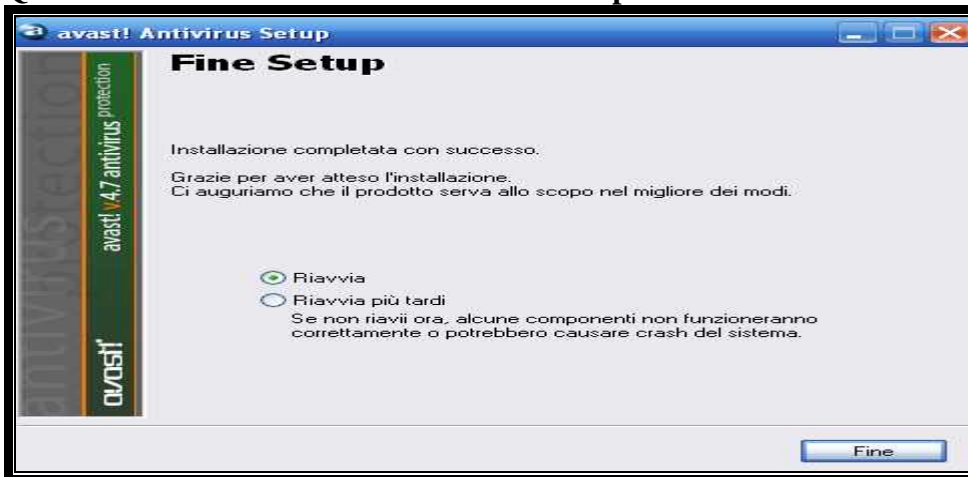 avast! Antivirus Setup
Fine Setup
Installazione completata con successo.
Grazie per aver atteso l'installazione.
Ci auguriamo che il prodotto serva allo scopo nel migliore dei modi.
Riavvia
Riavvia più tardi
Se non riavii ora, alcune componenti non funzioneranno
correttamente o potrebbero causare crash del sistema.
Fine
avast! v.4.7 antivirus protection
avast!